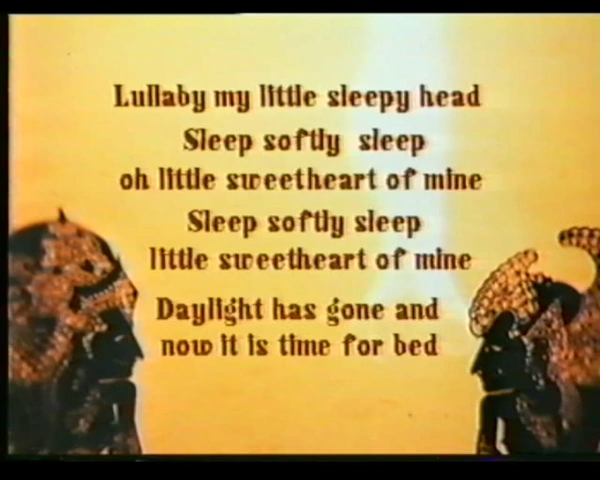 Lullaby my little sleepy head
Sleep softly sleep
oh little sweetheart of mine
Sleep softly sleep
little sweetheart of mine
Daylight has gone and
now it is time for bed